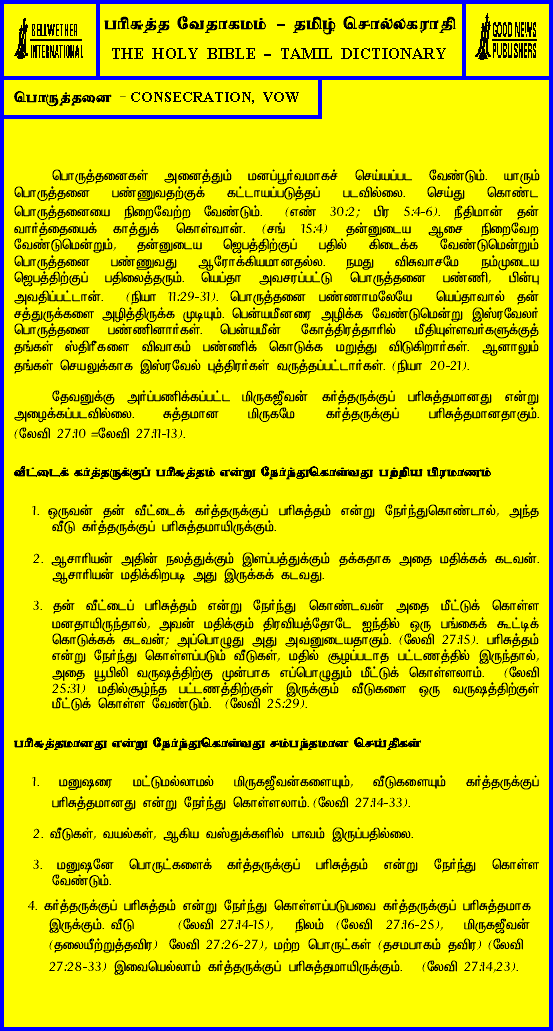 BELLWETHER
INTERNATIONAL
பரிசுத்த வேதாகமம் - தமிழ் சொல்லகராதி
THE HOLY BIBLE - TAMIL DICTIONARY
GOOD NEWS
PUBLISHERS
பொருத்தனை - CONSECRATION, VOW
பொருத்தனைகள் அனைத்தும் மனப்பூர்வமாகச் செய்யப்பட வேண்டும். யாரும்
பொருத்தனை பண்ணுவதற்குக் கட்டாயப்படுத்தப் படவில்லை. செய்து கொண்ட
பொருத்தனையை நிறைவேற்ற வேண்டும். (எண் 30:2; பிர 5:4-6). நீதிமான் தன்
வார்த்தையைக் காத்துக் கொள்வான். (சங் 15:4) தன்னுடைய ஆசை நிறைவேற
வேண்டுமென்றும், தன்னுடைய ஜெபத்திற்குப் பதில் கிடைக்க வேண்டுமென்றும்
பொருத்தனை பண்ணுவது ஆரோக்கியமானதல்ல. நமது விசுவாசமே நம்முடைய
ஜெபத்திற்குப் பதிலைத்தரும். யெப்தா அவசரப்பட்டு பொருத்தனை பண்ணி, பின்பு
அவதிப்பட்டான். (நியா 11:29-31). பொருத்தனை பண்ணாமலேயே யெப்தாவால் தன்
சத்துருக்களை அழித்திருக்க முடியும். பென்யமீனரை அழிக்க வேண்டுமென்று இஸ்ரவேலர்
பொருத்தனை பண்ணினார்கள். பென்யமீன் கோத்திரத்தாரில் மீதியுள்ளவர்களுக்குத்
தங்கள் ஸ்திரீகளை விவாகம் பண்ணிக் கொடுக்க மறுத்து விடுகிறார்கள். ஆனாலும்
தங்கள் செயலுக்காக இஸ்ரவேல் புத்திரர்கள் வருத்தப்பட்டார்கள். (நியா 20-21).
தேவனுக்கு அர்ப்பணிக்கப்பட்ட மிருகஜீவன் கர்த்தருக்குப் பரிசுத்தமானது என்று
அழைக்கப்படவில்லை. சுத்தமான மிருகமே கர்த்தருக்குப் பரிசுத்தமானதாகும்.
(லேவி 27:10 =லேவி 27:11-13).
வீட்டைக் கர்த்தருக்குப் பரிசுத்தம் என்று நேர்ந்துகொள்வது பற்றிய பிரமாணம்
1. ஒருவன் தன் வீட்டைக் கர்த்தருக்குப் பரிசுத்தம் என்று நேர்ந்துகொண்டால், அந்த
வீடு கர்த்தருக்குப் பரிசுத்தமாயிருக்கும்.
2. ஆசாரியன் அதின் நலத்துக்கும் இளப்பத்துக்கும் தக்கதாக அதை மதிக்கக் கடவன்.
ஆசாரியன் மதிக்கிறபடி அது இருக்கக் கடவது.
3. தன் வீட்டைப் பரிசுத்தம் என்று நேர்ந்து கொண்டவன் அதை மீட்டுக் கொள்ள
மனதாயிருந்தால், அவன் மதிக்கும் திரவியத்தோடே ஐந்தில் ஒரு பங்கைக் கூட்டிக்
கொடுக்கக் கடவன்; அப்பொழுது அது அவனுடையதாகும். (லேவி 27:15). பரிசுத்தம்
என்று நேர்ந்து கொள்ளப்படும் வீடுகள், மதில் சூழப்படாத பட்டணத்தில் இருந்தால்,
அதை யூபிலி வருஷத்திற்கு முன்பாக எப்பொழுதும் மீட்டுக் கொள்ளலாம். (லேவி
25:31) மதில்சூழ்ந்த பட்டணத்திற்குள் இருக்கும் வீடுகளை ஒரு வருஷத்திற்குள்
மீட்டுக் கொள்ள வேண்டும். (லேவி 25:29).
பரிசுத்தமானது என்று நேர்ந்துகொள்வது சம்பந்தமான செய்திகள்
1. மனுஷரை மட்டுமல்லாமல் மிருகஜீவன்களையும், வீடுகளையும் கர்த்தருக்குப்
பரிசுத்தமானது என்று நேர்ந்து கொள்ளலாம். (லேவி 27:14-33).
2. வீடுகள், வயல்கள், ஆகிய வஸ்துக்களில் பாவம் இருப்பதில்லை.
3. மனுஷனே பொருட்களைக் கர்த்தருக்குப் பரிசுத்தம் என்று நேர்ந்து கொள்ள
வேண்டும்.
4. கர்த்தருக்குப் பரிசுத்தம் என்று நேர்ந்து கொள்ளப்படுபவை கர்த்தருக்குப் பரிசுத்தமாக
இருக்கும். வீடு (லேவி 27:14-15), நிலம் (லேவி 27:16-25), மிருகஜீவன்
(தலையீற்றுத்தவிர) லேவி 27:26-27), மற்ற பொருட்கள் (தசமபாகம் தவிர) (லேவி
27:28-33) இவையெல்லாம் கர்த்தருக்குப் பரிசுத்தமாயிருக்கும். (லேவி 27:14,23).